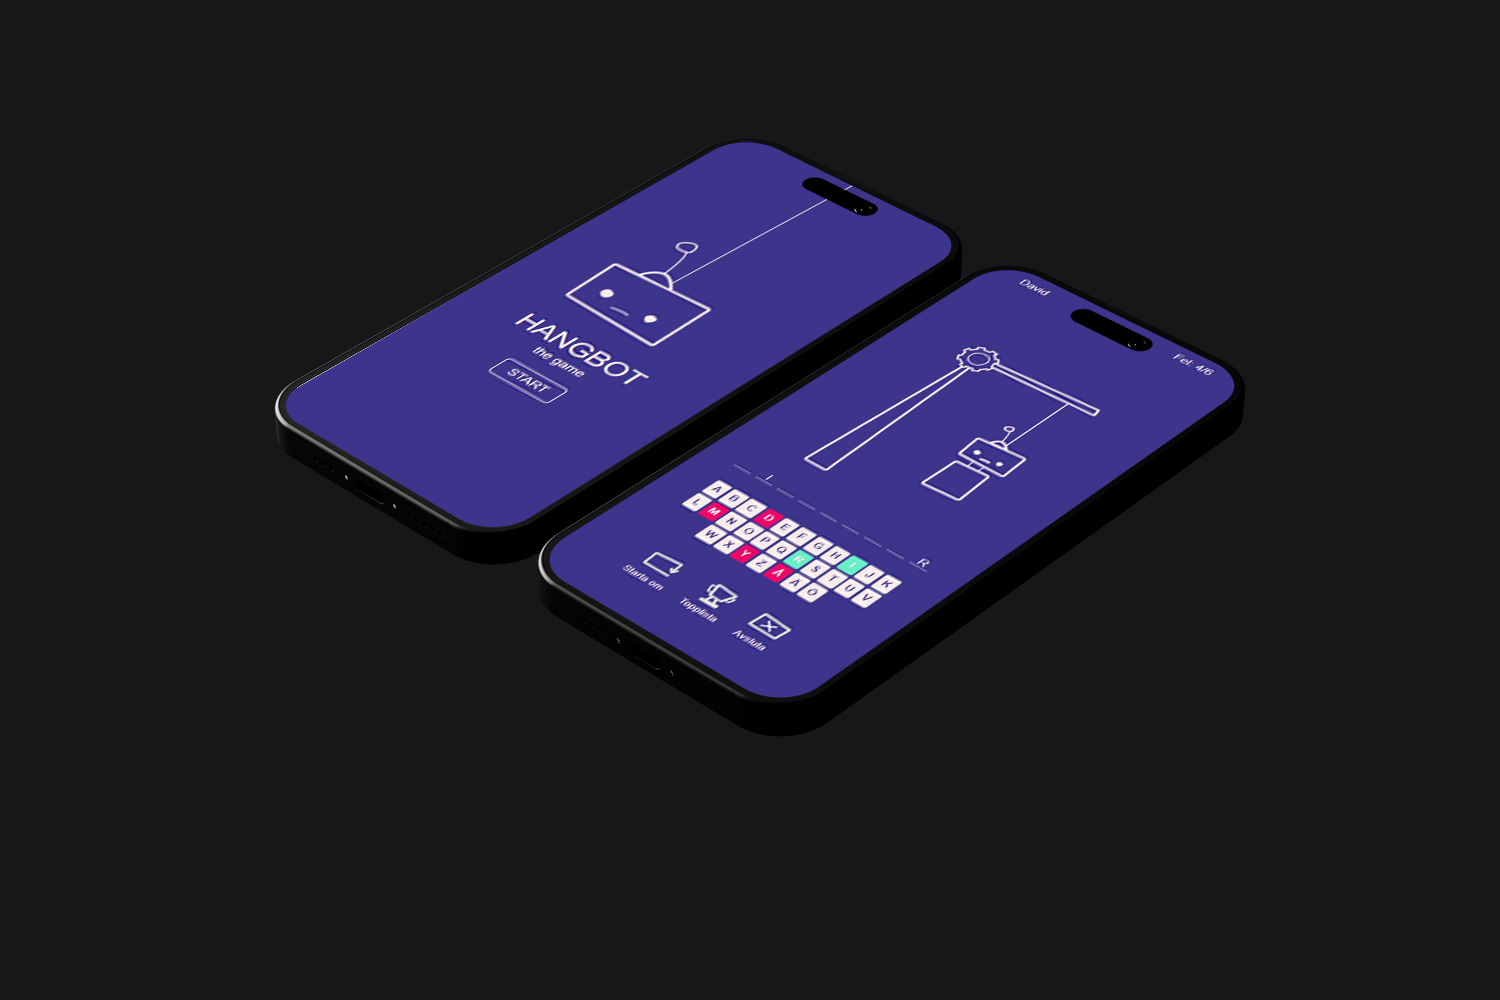 HANGBOT
the game
START
David
Fel: 4/6
I R
A B C D E F G H I J K
L M N O P Q R S T U V
W X Y Z Å Ä Ö
Starta om
Topplista
Avsluta